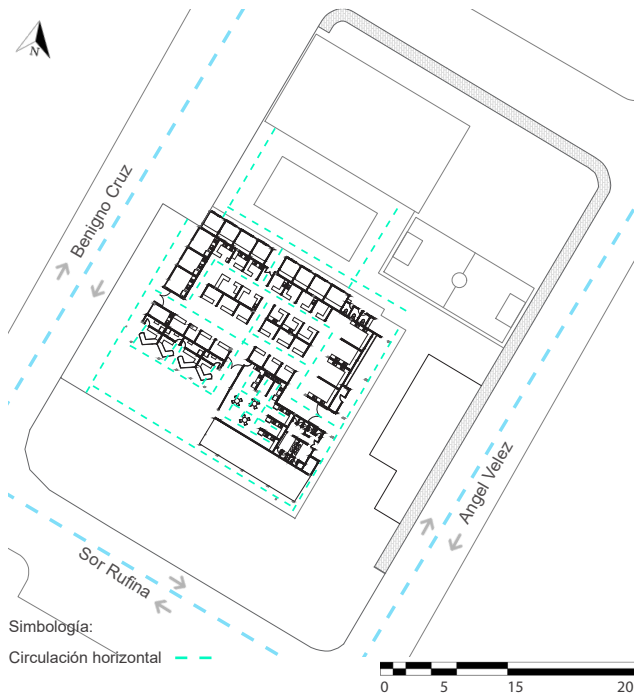 N
Benigno Cruz
Angel Velez
Sor Rufina
Simbología:
Circulación horizontal
0 5 15 20